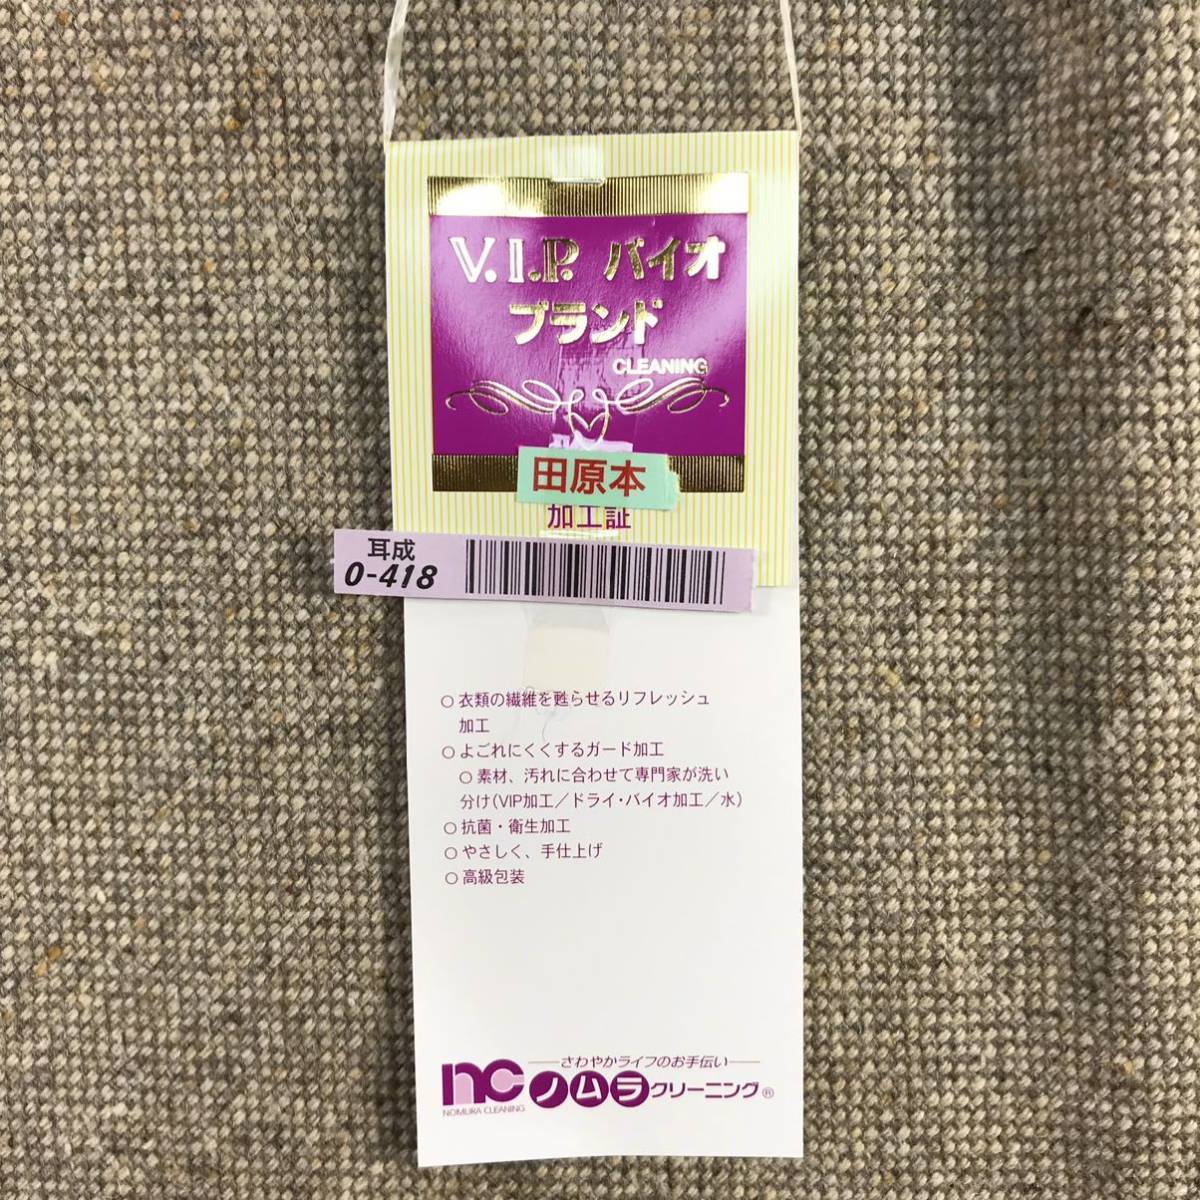 V.I.P. バイオ
ブランド
CLEANING
田原本
加工証
耳成
0-418
○ 衣類の繊維を甦らせるリフレッシュ
加工
○ よごれにくくするガード加工
○ 素材、汚れに合わせて専門家が洗い
分け(VIP加工／ドライ・バイオ加工／水)
○ 抗菌・衛生加工
○ やさしく、手仕上げ
○ 高級包装
さわやかライフのお手伝い
nc ノムラクリーニング®
NOMURA CLEANING